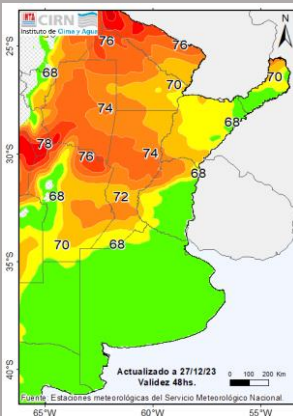 INTA CIRN
Instituto de Clima y Agua
N
25°S
30°S
35°S
40°S
65°W
60°W
55°W
76
76
68
70
70
74
68
78
76
74
68
68
72
70
68
Actualizado a 27/12/23
Validez 48hs.
0 100 200 Km
Fuente: Estaciones meteorológicas del Servicio Meteorológico Nacional.